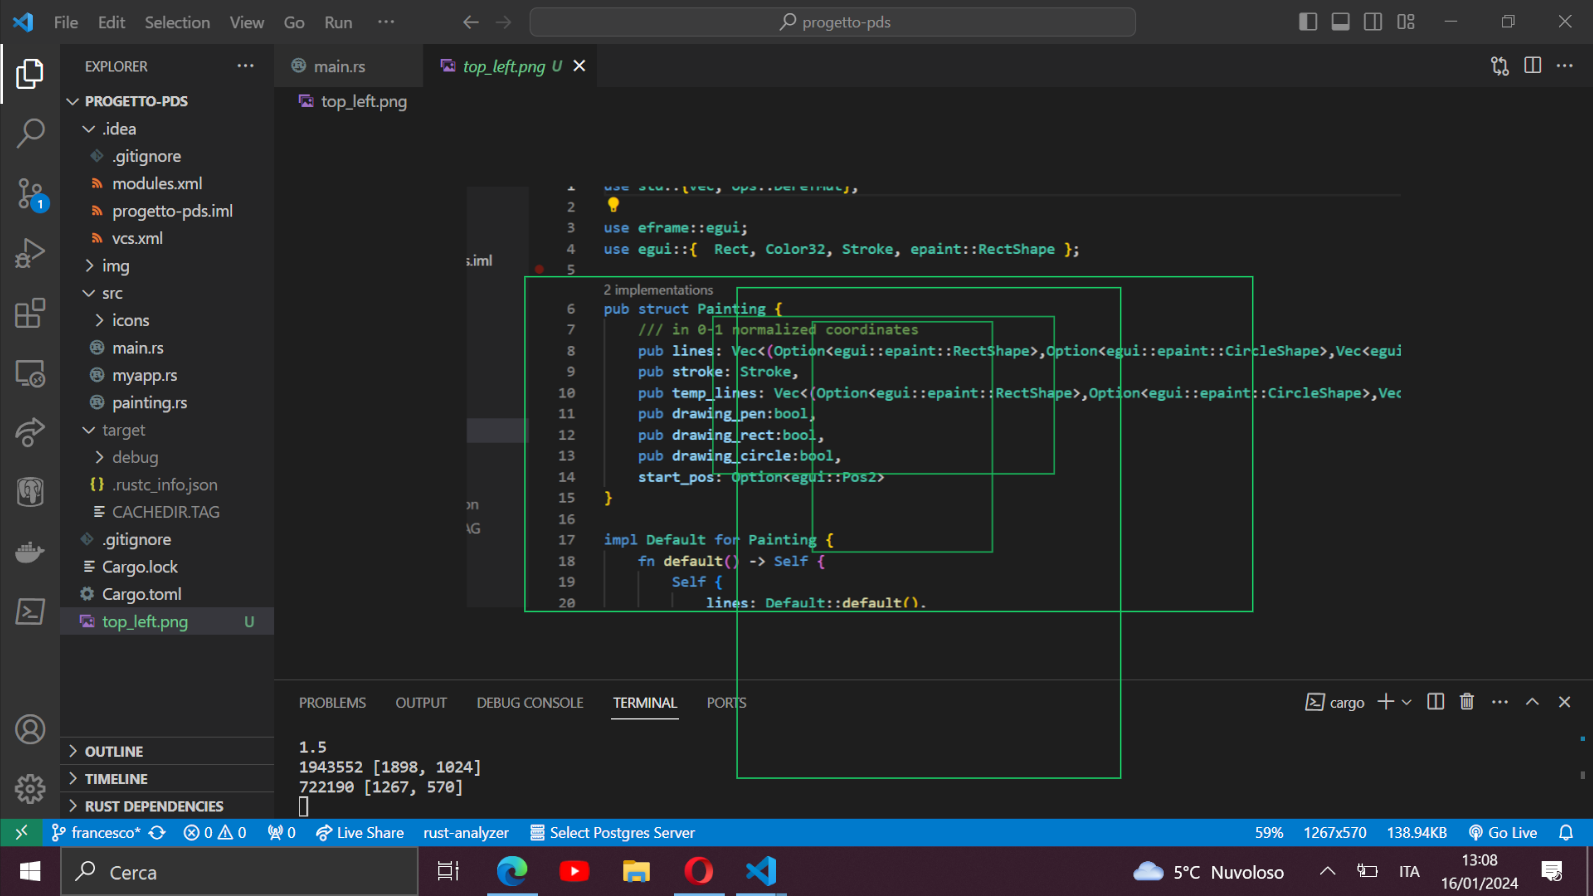 File Edit Selection View Go Run ···
progetto-pds
EXPLORER ···
main.rs
top_left.png U
PROGETTO-PDS
top_left.png
.idea
.gitignore
modules.xml
progetto-pds.iml
vcs.xml
img
src
icons
main.rs
myapp.rs
painting.rs
target
debug
.rustc_info.json
CACHEDIR.TAG
.gitignore
Cargo.lock
Cargo.toml
top_left.png U
OUTLINE
TIMELINE
RUST DEPENDENCIES
1 use std::{vec, ops::DerefMut};
2
3 use eframe::egui;
4 use egui::{ Rect, Color32, Stroke, epaint::RectShape };
s.iml
5
2 implementations
6 pub struct Painting {
7 /// in 0-1 normalized coordinates
8 pub lines: Vec<(Option<egui::epaint::RectShape>,Option<egui::epaint::CircleShape>,Vec<egui
9 pub stroke: Stroke,
10 pub temp_lines: Vec<(Option<egui::epaint::RectShape>,Option<egui::epaint::CircleShape>,Vec
11 pub drawing_pen:bool,
12 pub drawing_rect:bool,
13 pub drawing_circle:bool,
14 start_pos: Option<egui::Pos2>
15 }
on
16
AG
17 impl Default for Painting {
18 fn default() -> Self {
19 Self {
20 lines: Default::default(),
PROBLEMS OUTPUT DEBUG CONSOLE TERMINAL PORTS
cargo
1.5
1943552 [1898, 1024]
722190 [1267, 570]
1
francesco* 0 0 0 Live Share rust-analyzer Select Postgres Server
59% 1267x570 138.94KB Go Live
Cerca
5°C Nuvoloso
ITA
13:08
16/01/2024